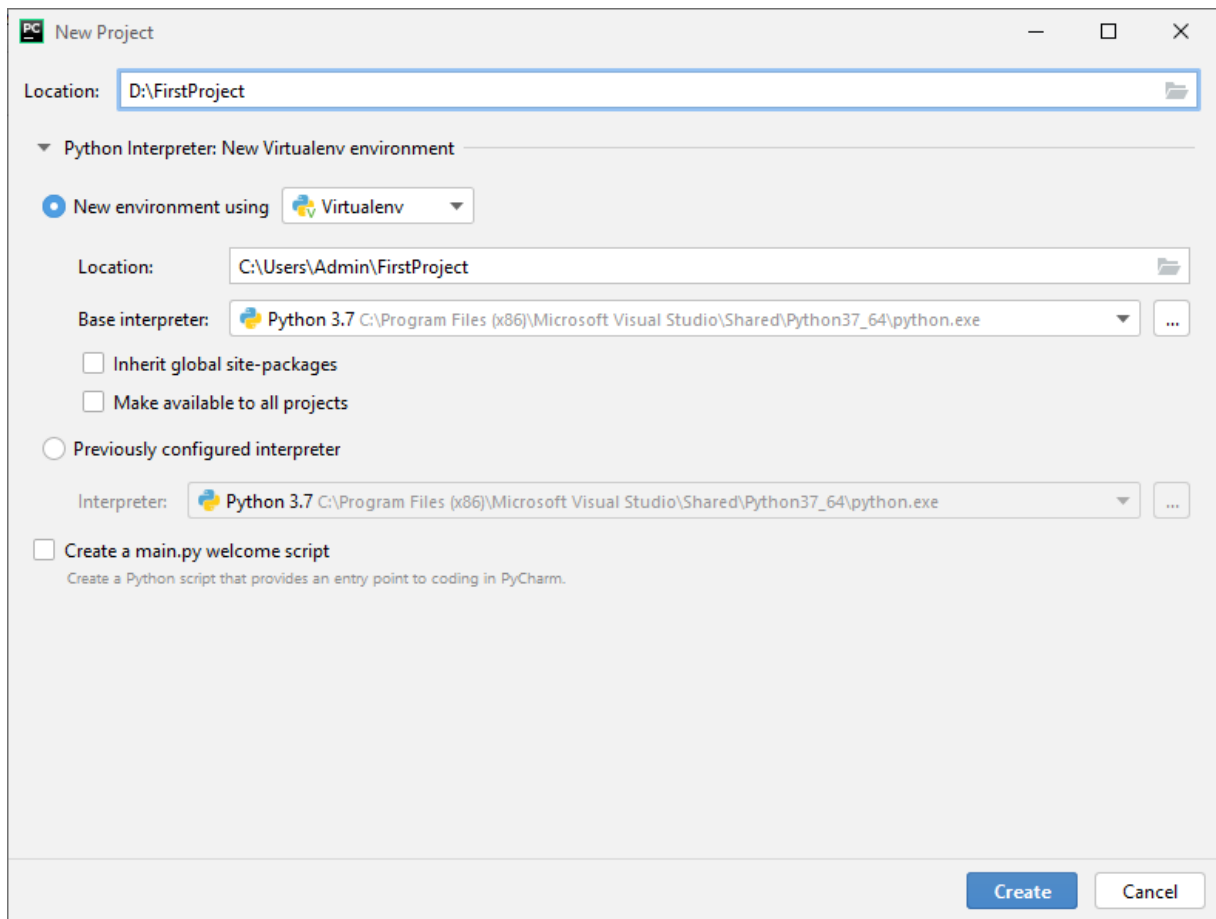 PC New Project
Location: D:\FirstProject
Python Interpreter: New Virtualenv environment
New environment using Virtualenv
Location: C:\Users\Admin\FirstProject
Base interpreter: Python 3.7 C:\Program Files (x86)\Microsoft Visual Studio\Shared\Python37_64\python.exe ...
Inherit global site-packages
Make available to all projects
Previously configured interpreter
Interpreter: Python 3.7 C:\Program Files (x86)\Microsoft Visual Studio\Shared\Python37_64\python.exe ...
Create a main.py welcome script
Create a Python script that provides an entry point to coding in PyCharm.
Create Cancel